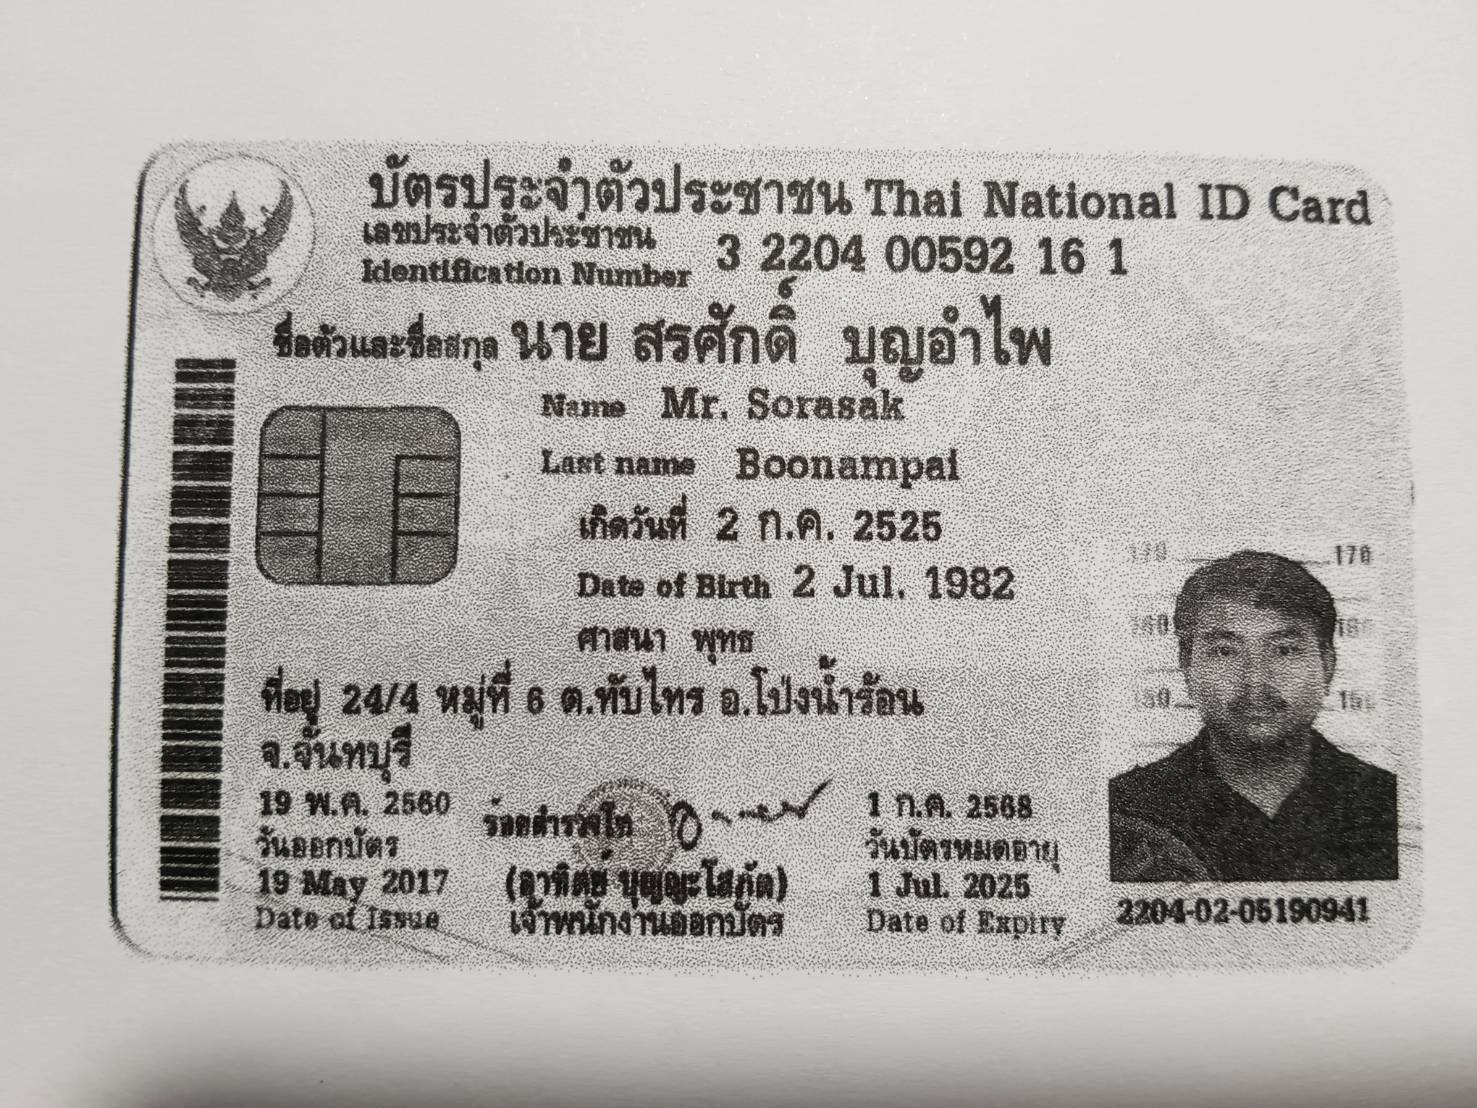 บัตรประจำตัวประชาชน Thai National ID Card
เลขประจำตัวประชาชน
Identification Number 3 2204 00592 16 1
ชื่อตัวและชื่อสกุล นาย สรศักดิ์ บุญอำไพ
Name Mr. Sorasak
Last name Boonampai
เกิดวันที่ 2 ก.ค. 2525
Date of Birth 2 Jul. 1982
ศาสนา พุทธ
ที่อยู่ 24/4 หมู่ที่ 6 ต.ทับไทร อ.โป่งน้ำร้อน
จ.จันทบุรี
19 พ.ค. 2560
วันออกบัตร
19 May 2017
Date of Issue
ร้อยตำรวจโท
(อาทิตย์ บุญญะโสภัต)
เจ้าพนักงานออกบัตร
1 ก.ค. 2568
วันบัตรหมดอายุ
1 Jul. 2025
Date of Expiry
170 170
160 160
150 150
2204-02-05190941